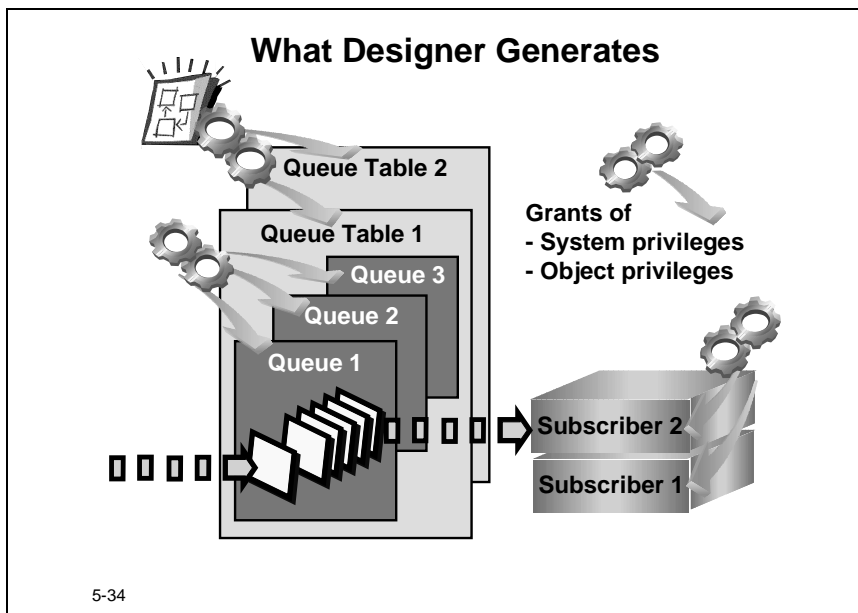 What Designer Generates
Queue Table 2
Queue Table 1
Queue 3
Queue 2
Queue 1
Grants of
- System privileges
- Object privileges
Subscriber 2
Subscriber 1
5-34